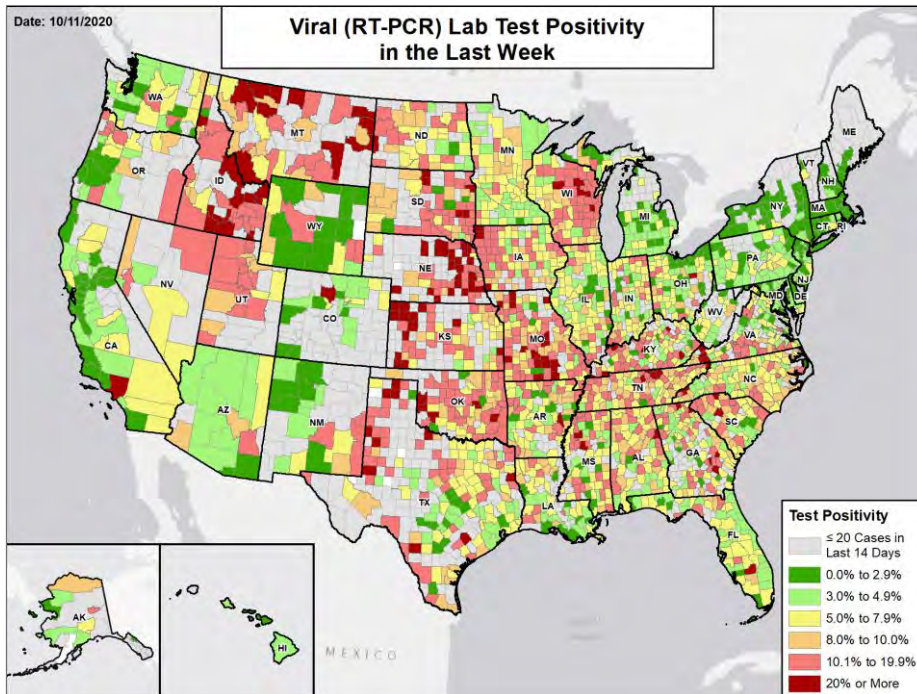 Date: 10/11/2020
Viral (RT-PCR) Lab Test Positivity
in the Last Week
WA
MT
ND
MN
ME
VT
NH
OR
ID
SD
WI
MI
NY
MA
CT
RI
WY
IA
PA
NJ
NE
NV
UT
CO
IL
IN
OH
MD
DE
WV
CA
KS
MO
KY
VA
AZ
NM
OK
AR
TN
NC
SC
MS
AL
GA
TX
LA
FL
AK
HI
MEXICO
Test Positivity
≤ 20 Cases in
Last 14 Days
0.0% to 2.9%
3.0% to 4.9%
5.0% to 7.9%
8.0% to 10.0%
10.1% to 19.9%
20% or More